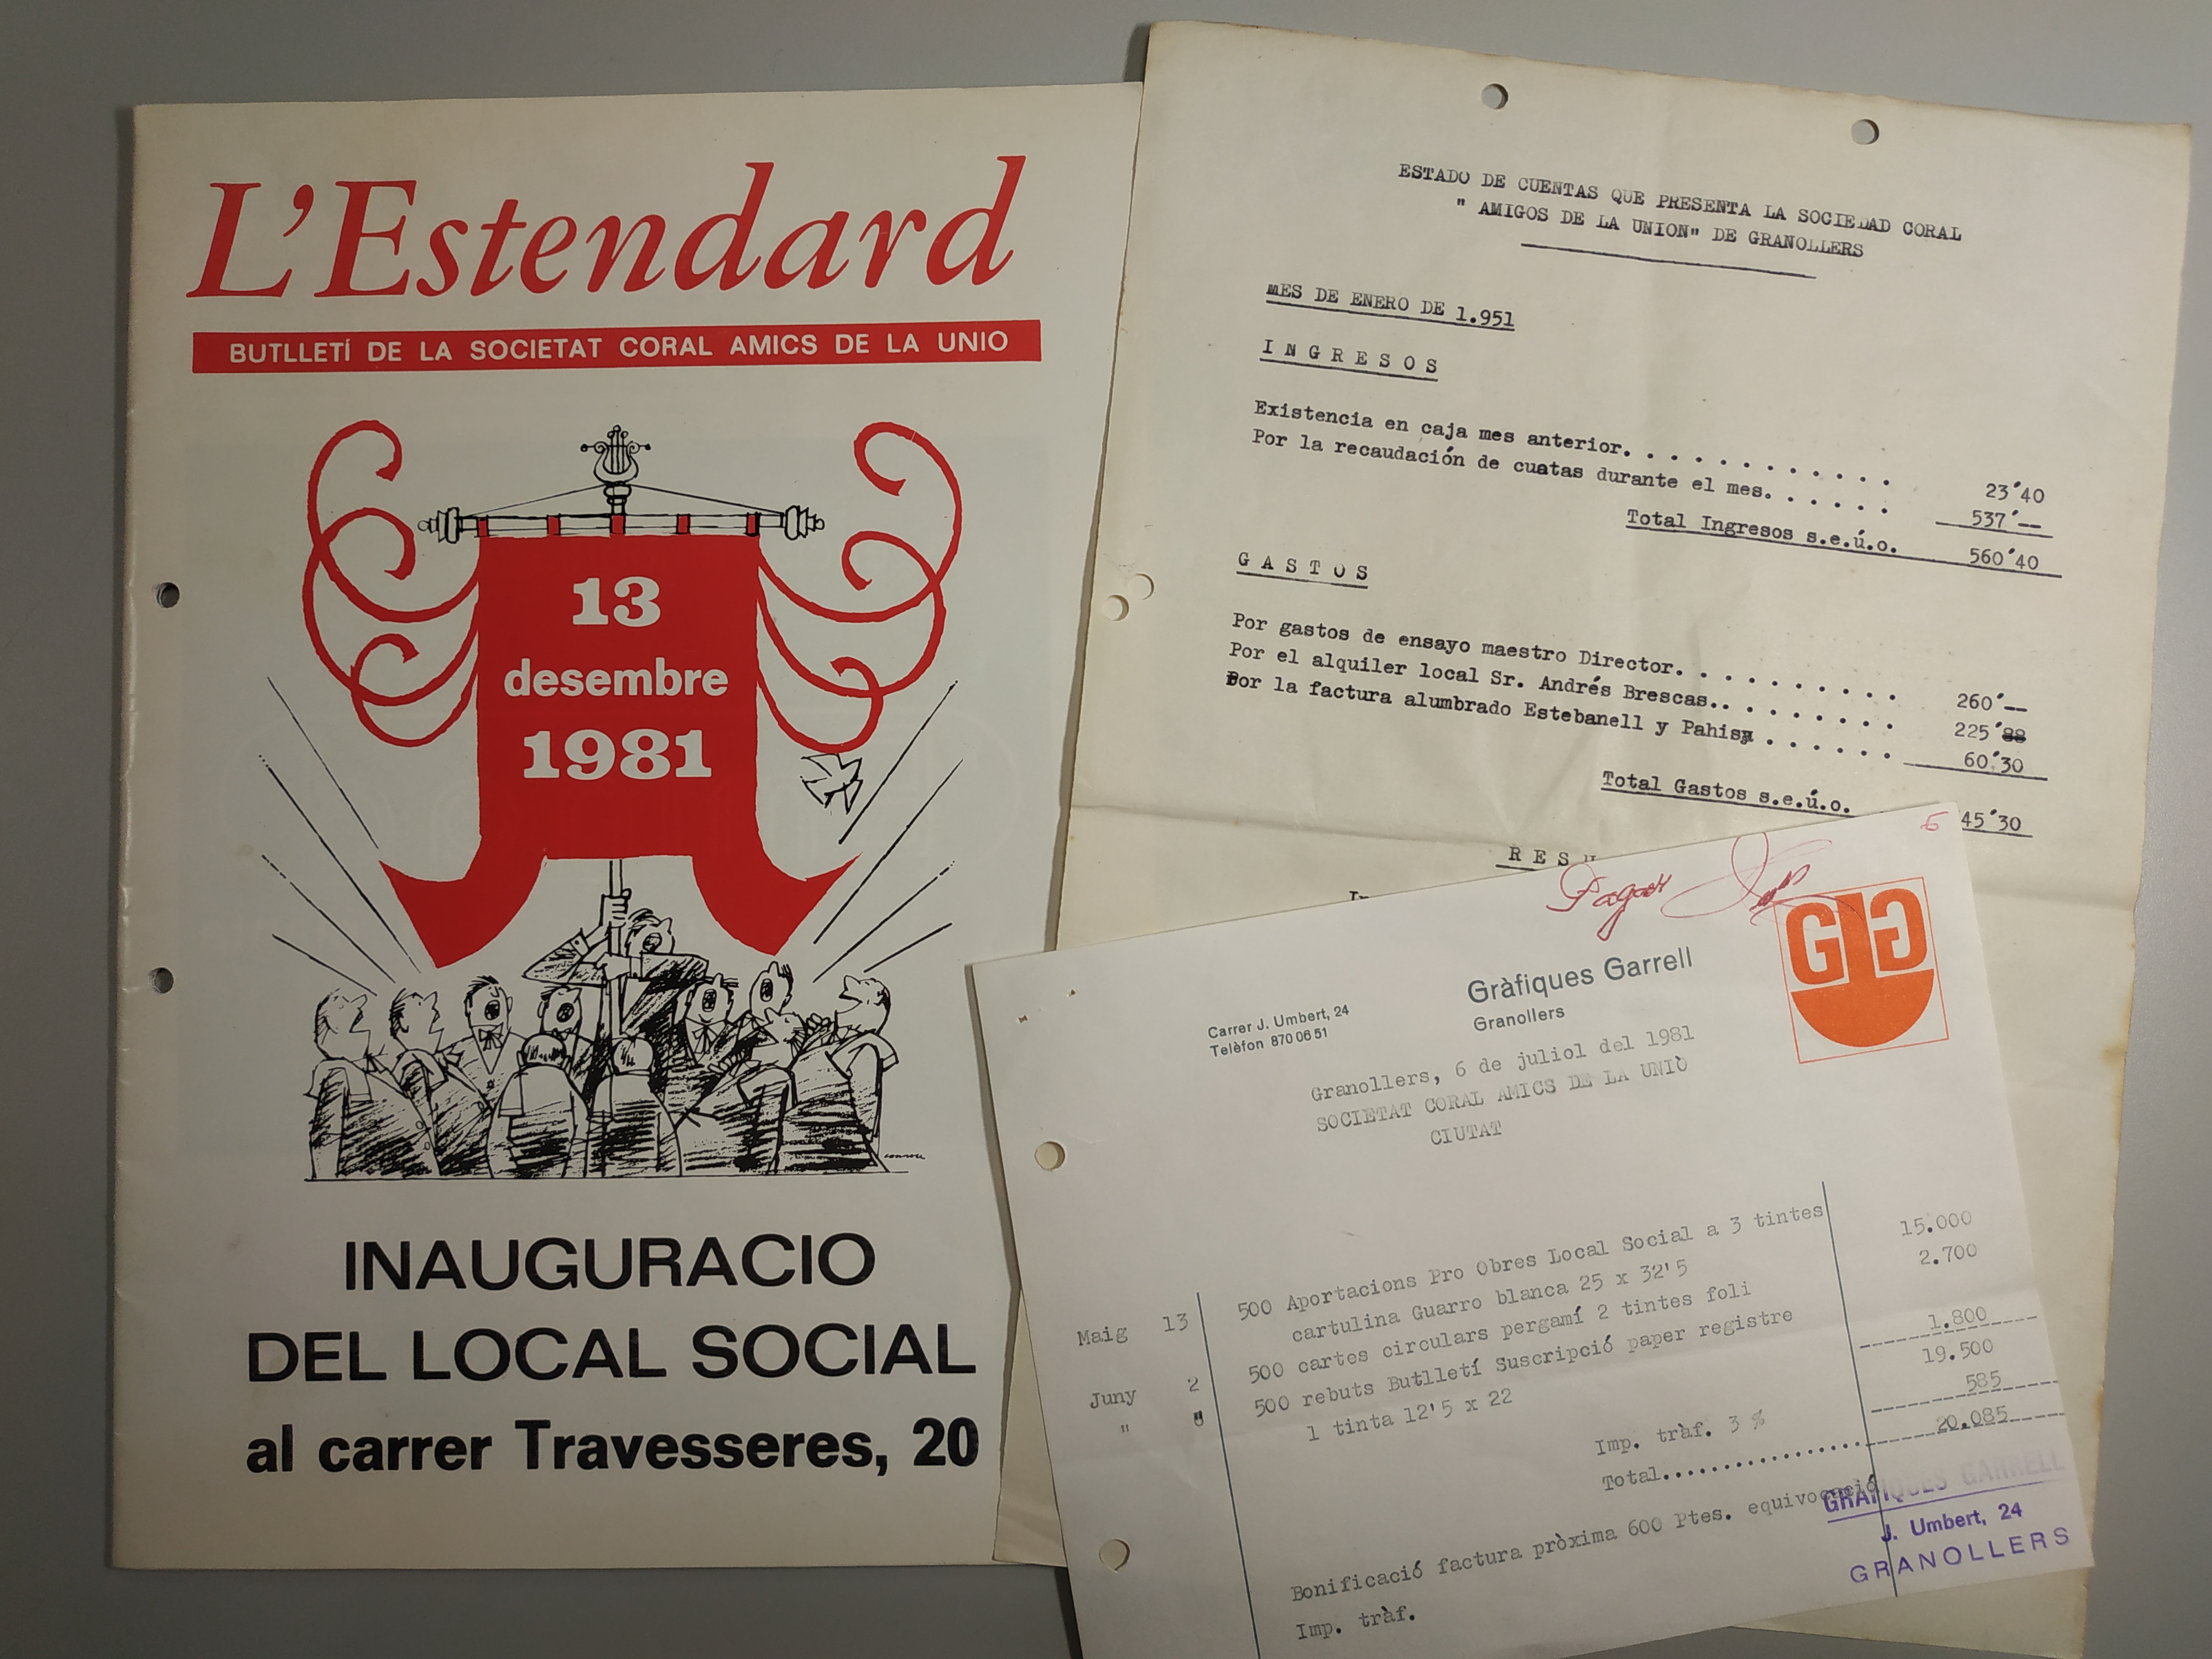 L'Estendard
BUTLLETÍ DE LA SOCIETAT CORAL AMICS DE LA UNIO
13
desembre
1981
INAUGURACIO
DEL LOCAL SOCIAL
al carrer Travesseres, 20
ESTADO DE CUENTAS QUE PRESENTA LA SOCIEDAD CORAL
" AMIGOS DE LA UNION" DE GRANOLLERS
MES DE ENERO DE 1.951
I N G R E S O S
Existencia en caja mes anterior. . . . . . . . . . . . 23'40
Por la recaudación de cuatas durante el mes. . . . . . 537'--
Total Ingresos s.e.ú.o. 560'40
G A S T O S
Por gastos de ensayo maestro Director. . . . . . . . . . 260'--
Por el alquiler local Sr. Andrés Brescas.. . . . . . . . 225'
Por la factura alumbrado Estebanell y Pahisa . . . . . . 60'30
Total Gastos s.e.ú.o. 45'30
R E S
Pagar
GG
Gràfiques Garrell
Granollers
Carrer J. Umbert, 24
Telèfon 870 06 51
Granollers, 6 de juliol del 1981
SOCIETAT CORAL AMICS DE LA UNIÒ
CIUTAT
Maig 13 500 Aportacions Pro Obres Local Social a 3 tintes 15.000
cartulina Guarro blanca 25 x 32'5
Juny 2 500 cartes circulars pergamí 2 tintes foli 2.700
" 8 500 rebuts Butlletí Suscripció paper registre
1 tinta 12'5 x 22 1.800
19.500
Imp. tràf. 3 % 585
Total.................. 20.085
Bonificació factura pròxima 600 Ptes. equivocació
Imp. tràf.
GRAFIQUES GARRELL
J. Umbert, 24
GRANOLLERS